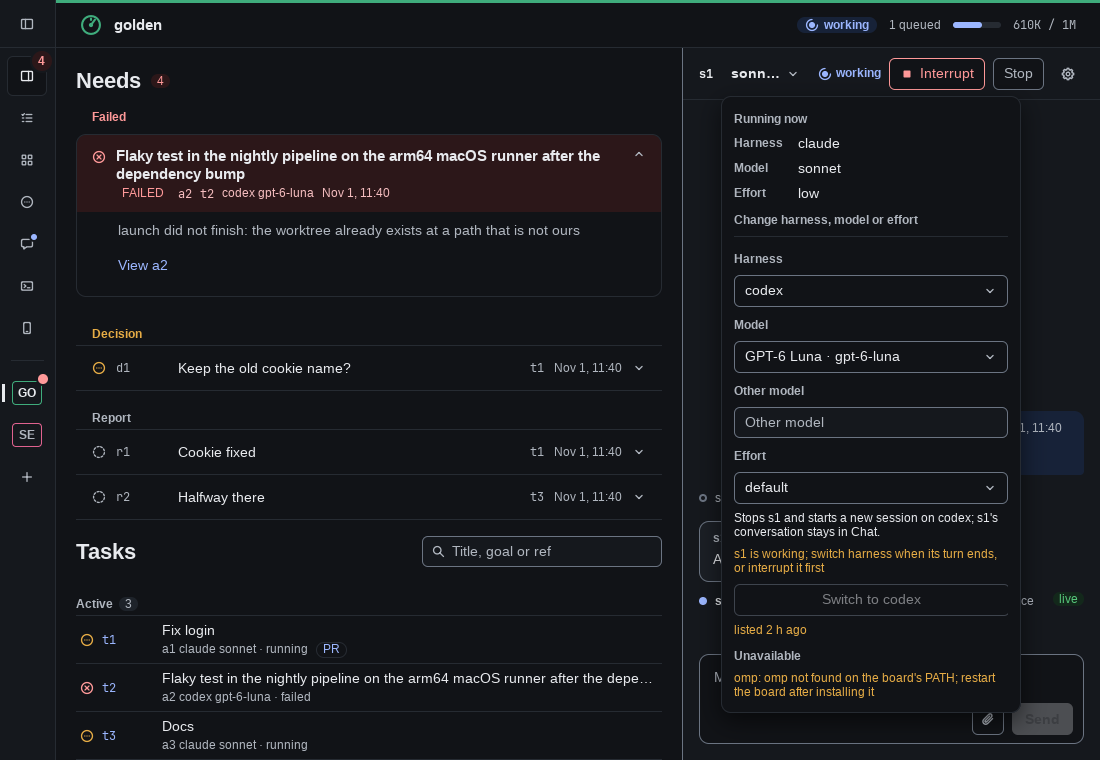 golden
working
1 queued
610K / 1M
4
Needs 4
Failed
Flaky test in the nightly pipeline on the arm64 macOS runner after the
dependency bump
FAILED a2 t2 codex gpt-6-luna Nov 1, 11:40
launch did not finish: the worktree already exists at a path that is not ours
View a2
Decision
d1 Keep the old cookie name? t1 Nov 1, 11:40
Report
r1 Cookie fixed t1 Nov 1, 11:40
r2 Halfway there t3 Nov 1, 11:40
GO
SE
Tasks
Title, goal or ref
Active 3
t1 Fix login
a1 claude sonnet · running PR
t2 Flaky test in the nightly pipeline on the arm64 macOS runner after the depe…
a2 codex gpt-6-luna · failed
t3 Docs
a3 claude sonnet · running
s1 sonn… working Interrupt Stop
Running now
Harness claude
Model sonnet
Effort low
Change harness, model or effort
Harness
codex
Model
GPT-6 Luna · gpt-6-luna
Other model
Other model
Effort
default
Stops s1 and starts a new session on codex; s1's
conversation stays in Chat.
s1 is working; switch harness when its turn ends,
or interrupt it first
Switch to codex
listed 2 h ago
Unavailable
omp: omp not found on the board's PATH; restart
the board after installing it
11:40
live
Send